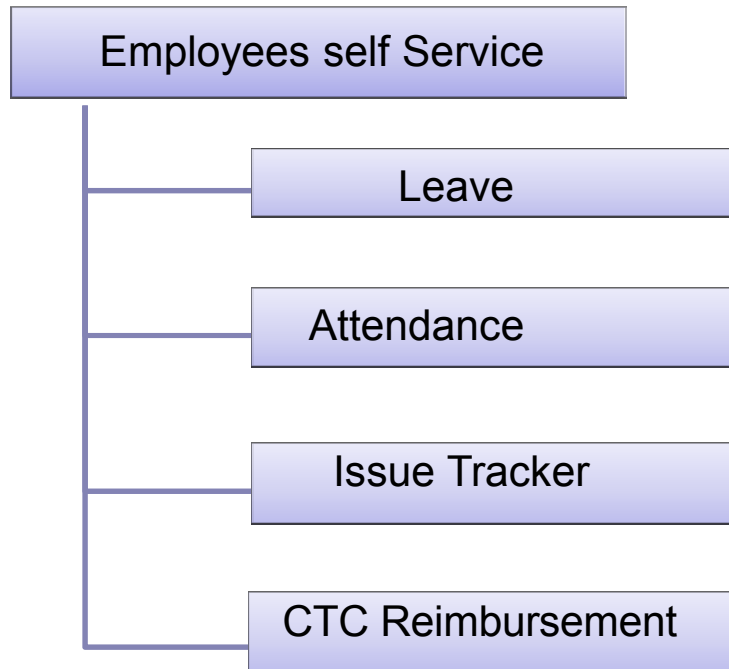 Employees self Service
Leave
Attendance
Issue Tracker
CTC Reimbursement